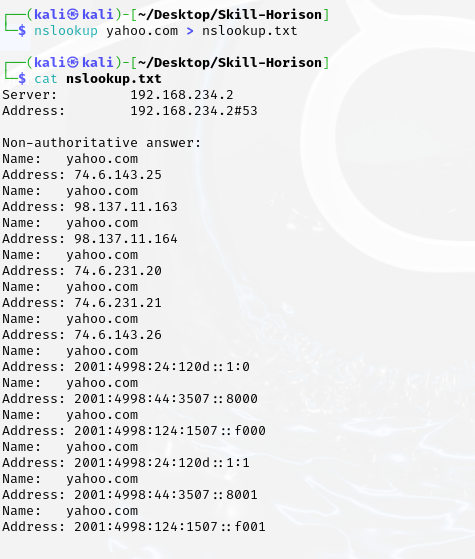 ┌──(kali㉿kali)-[~/Desktop/Skill-Horison]
└─$ nslookup yahoo.com > nslookup.txt

┌──(kali㉿kali)-[~/Desktop/Skill-Horison]
└─$ cat nslookup.txt
Server:         192.168.234.2
Address:        192.168.234.2#53

Non-authoritative answer:
Name:   yahoo.com
Address: 74.6.143.25
Name:   yahoo.com
Address: 98.137.11.163
Name:   yahoo.com
Address: 98.137.11.164
Name:   yahoo.com
Address: 74.6.231.20
Name:   yahoo.com
Address: 74.6.231.21
Name:   yahoo.com
Address: 74.6.143.26
Name:   yahoo.com
Address: 2001:4998:24:120d::1:0
Name:   yahoo.com
Address: 2001:4998:44:3507::8000
Name:   yahoo.com
Address: 2001:4998:124:1507::f000
Name:   yahoo.com
Address: 2001:4998:24:120d::1:1
Name:   yahoo.com
Address: 2001:4998:44:3507::8001
Name:   yahoo.com
Address: 2001:4998:124:1507::f001